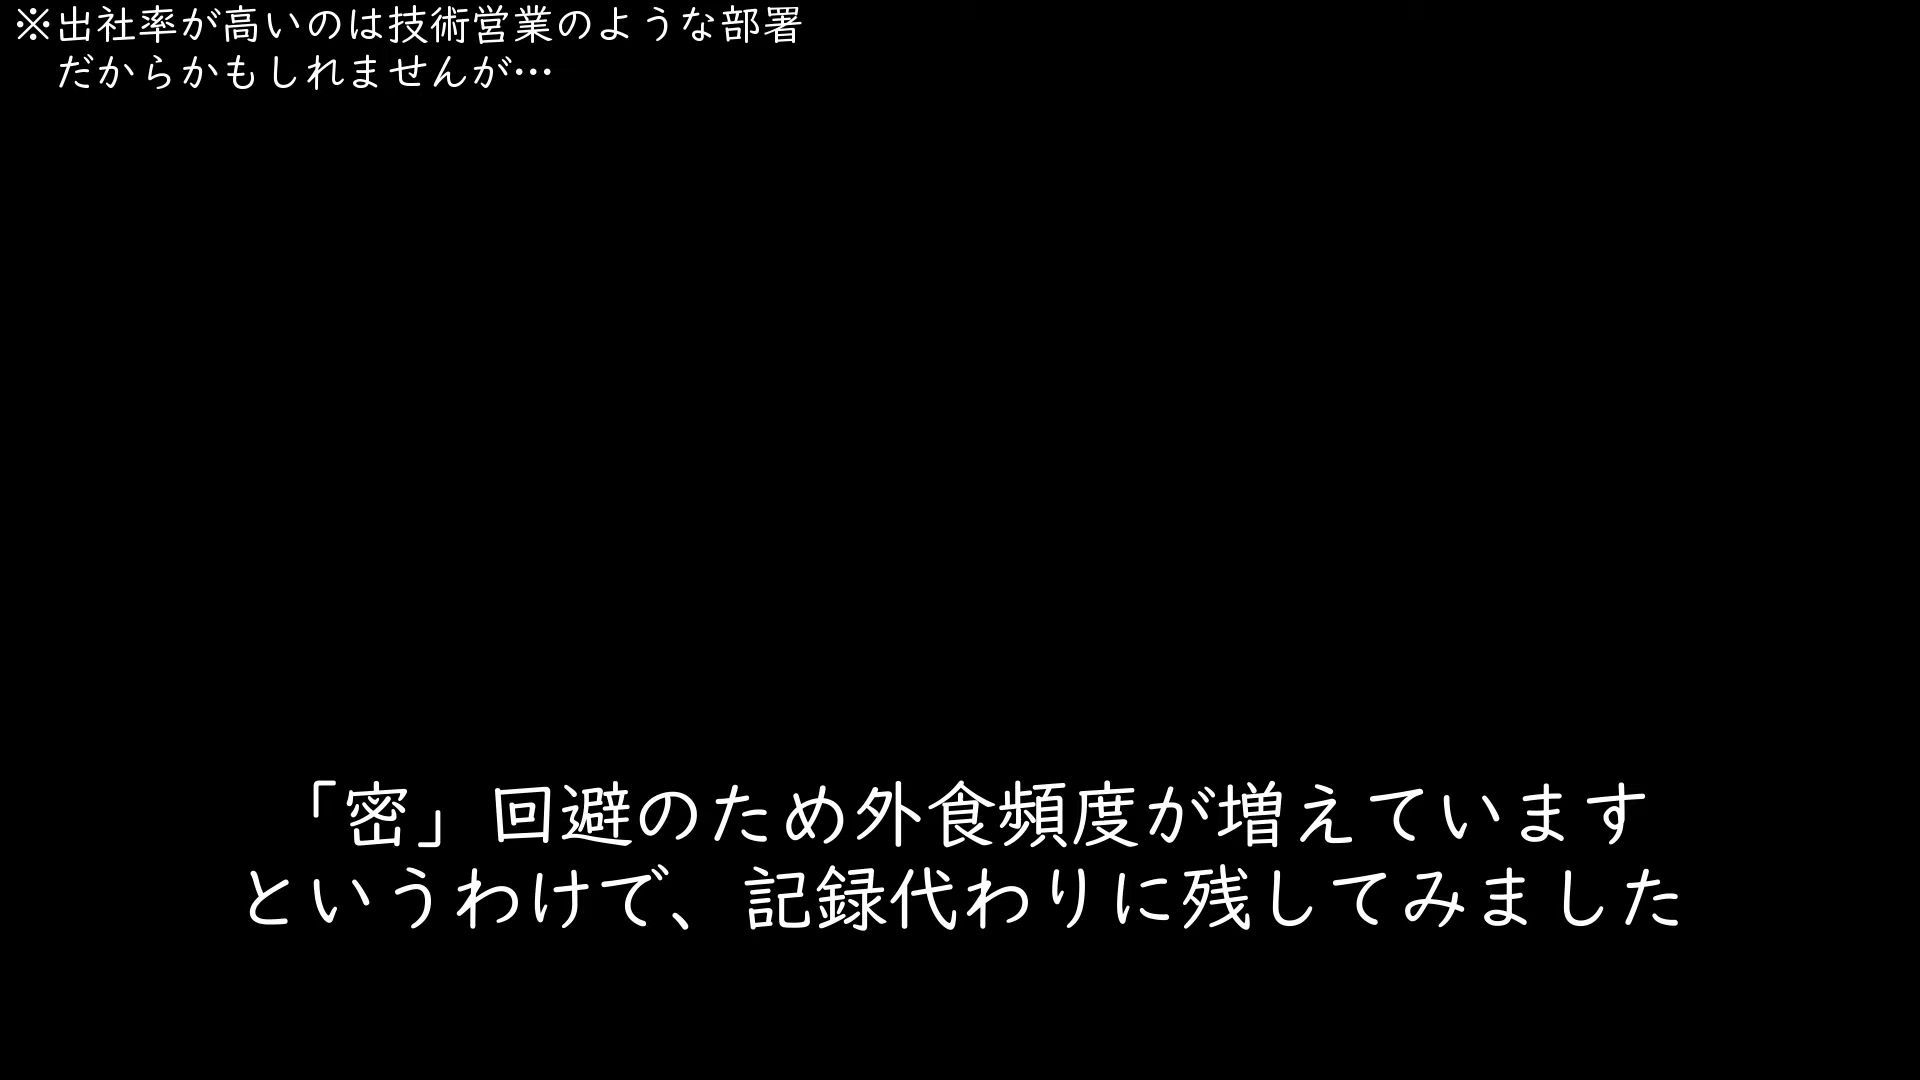 ※出社率が高いのは技術営業のような部署
だからかもしれませんが…
「密」回避のため外食頻度が増えています
というわけで、記録代わりに残してみました